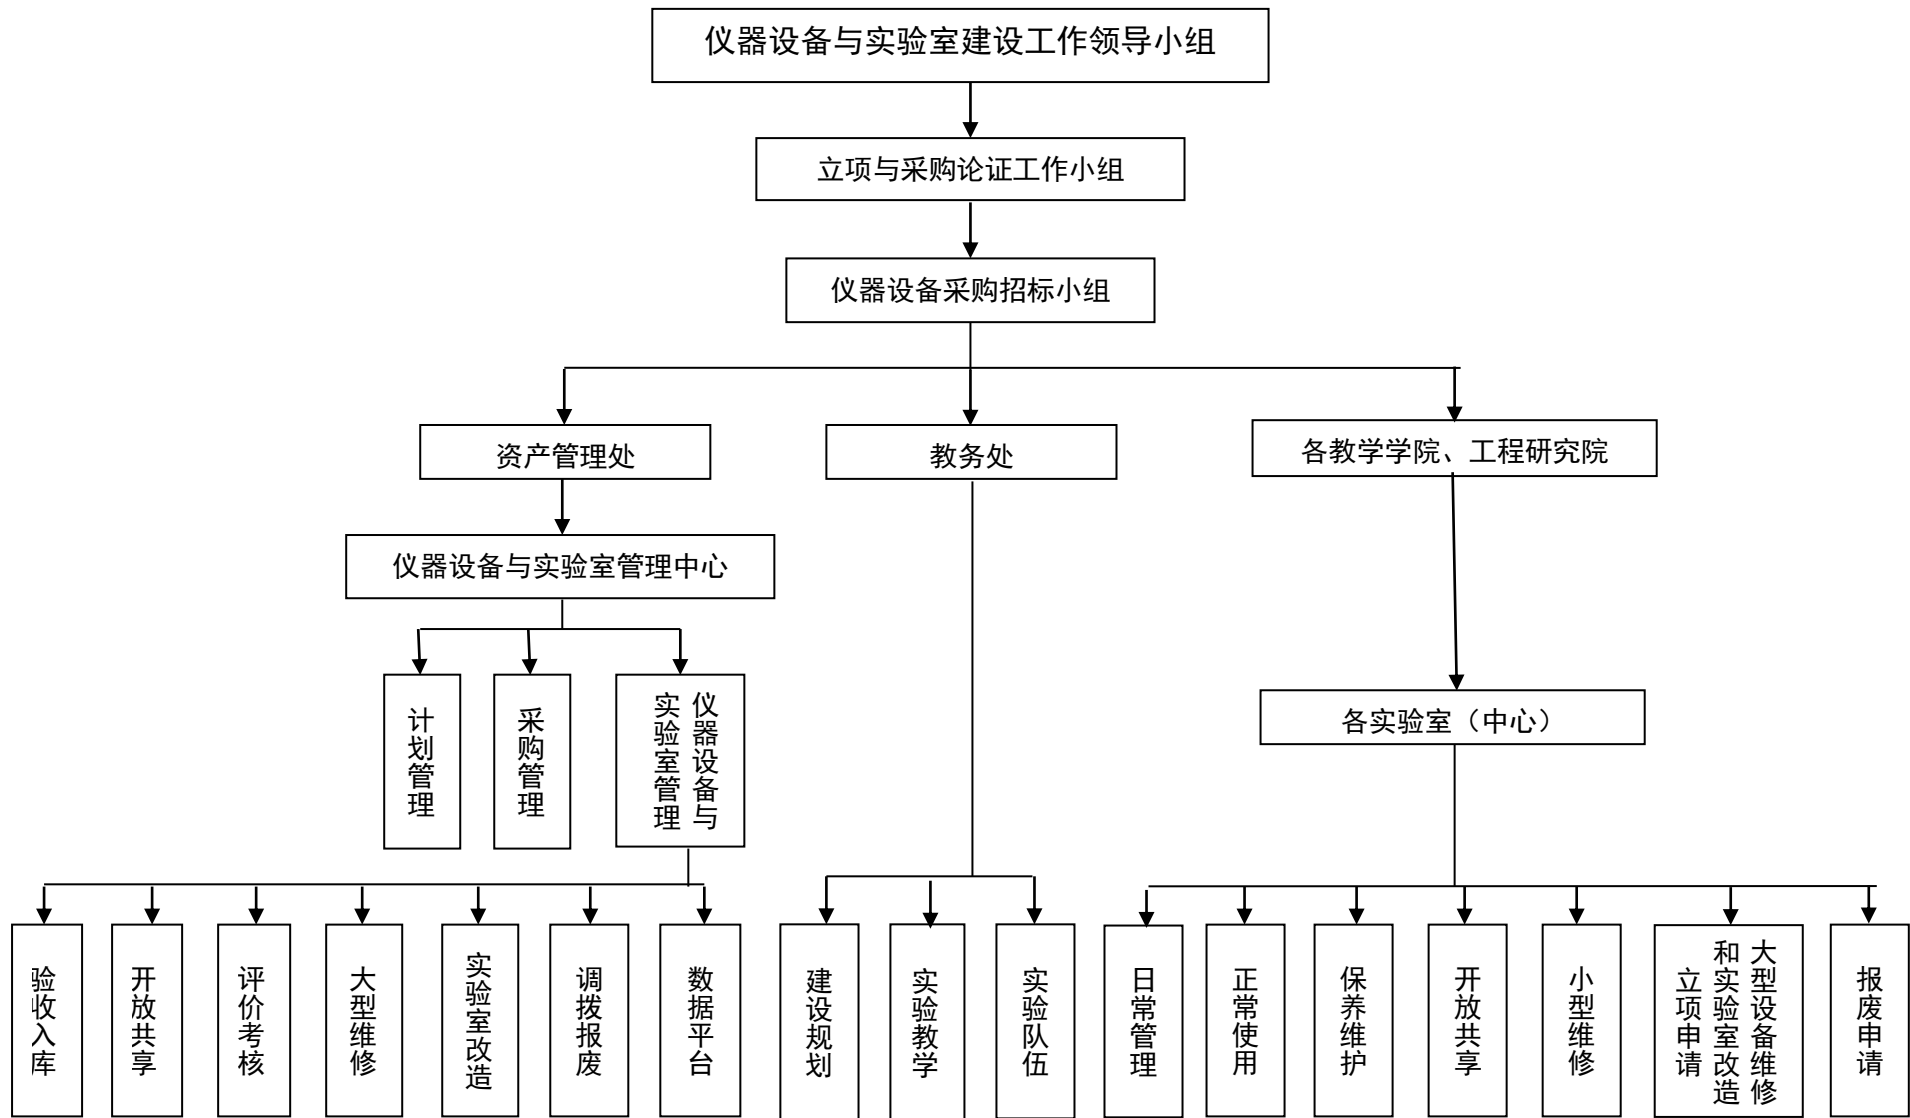 仪器设备与实验室建设工作领导小组
立项与采购论证工作小组
仪器设备采购招标小组
资产管理处
教务处
各教学学院、工程研究院
仪器设备与实验室管理中心
计划管理
采购管理
仪器设备与
实验室管理
各实验室（中心）
验收入库
开放共享
评价考核
大型维修
实验室改造
调拨报废
数据平台
建设规划
实验教学
实验队伍
日常管理
正常使用
保养维护
开放共享
小型维修
大型设备维修
和实验室改造
立项申请
报废申请